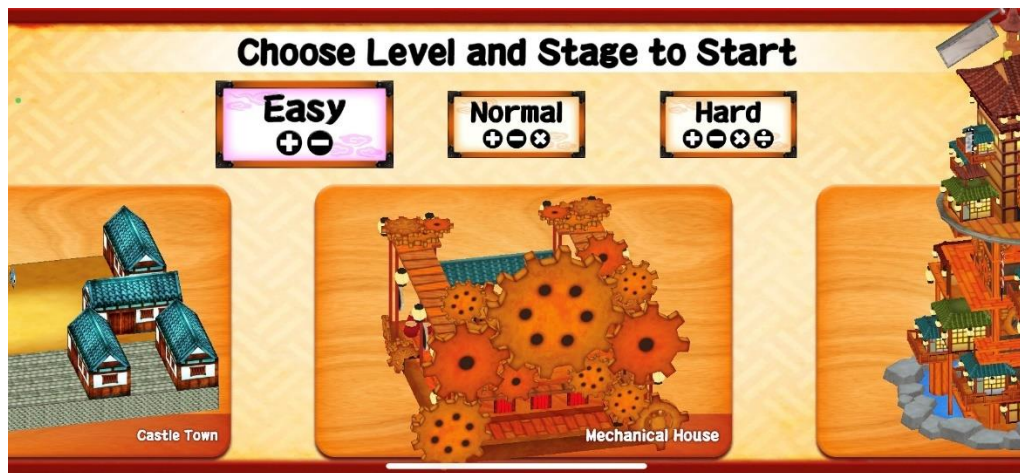 Choose Level and Stage to Start
Easy
+ −
Normal
+ − ×
Hard
+ − × ÷
Castle Town
Mechanical House